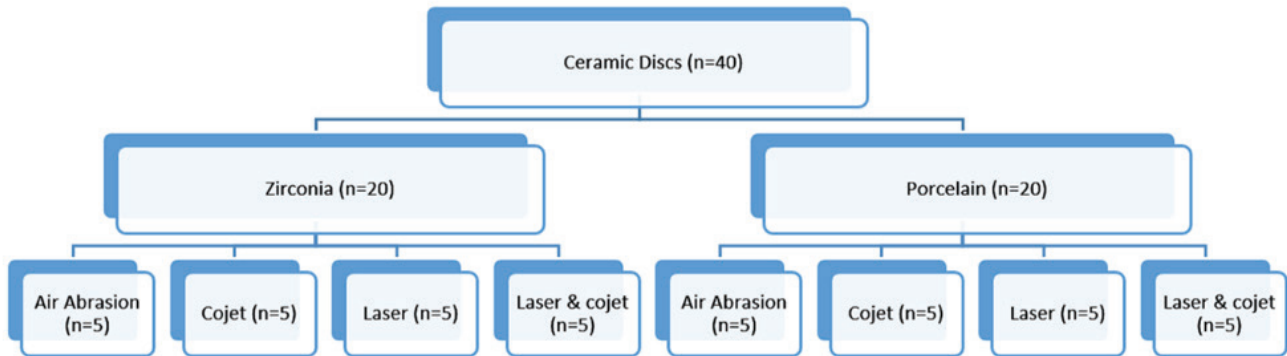 Ceramic Discs (n=40)
Zirconia (n=20)
Porcelain (n=20)
Air Abrasion
(n=5)
Cojet (n=5)
Laser (n=5)
Laser & cojet
(n=5)
Air Abrasion
(n=5)
Cojet (n=5)
Laser (n=5)
Laser & cojet
(n=5)